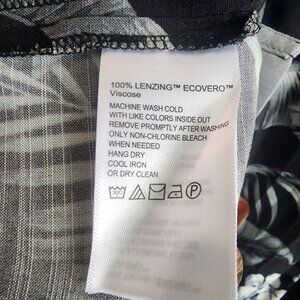 100% LENZING™ ECOVERO™
Viscose
MACHINE WASH COLD
WITH LIKE COLORS INSIDE OUT
REMOVE PROMPTLY AFTER WASHING
ONLY NON-CHLORINE BLEACH
WHEN NEEDED
HANG DRY
COOL IRON
OR DRY CLEAN